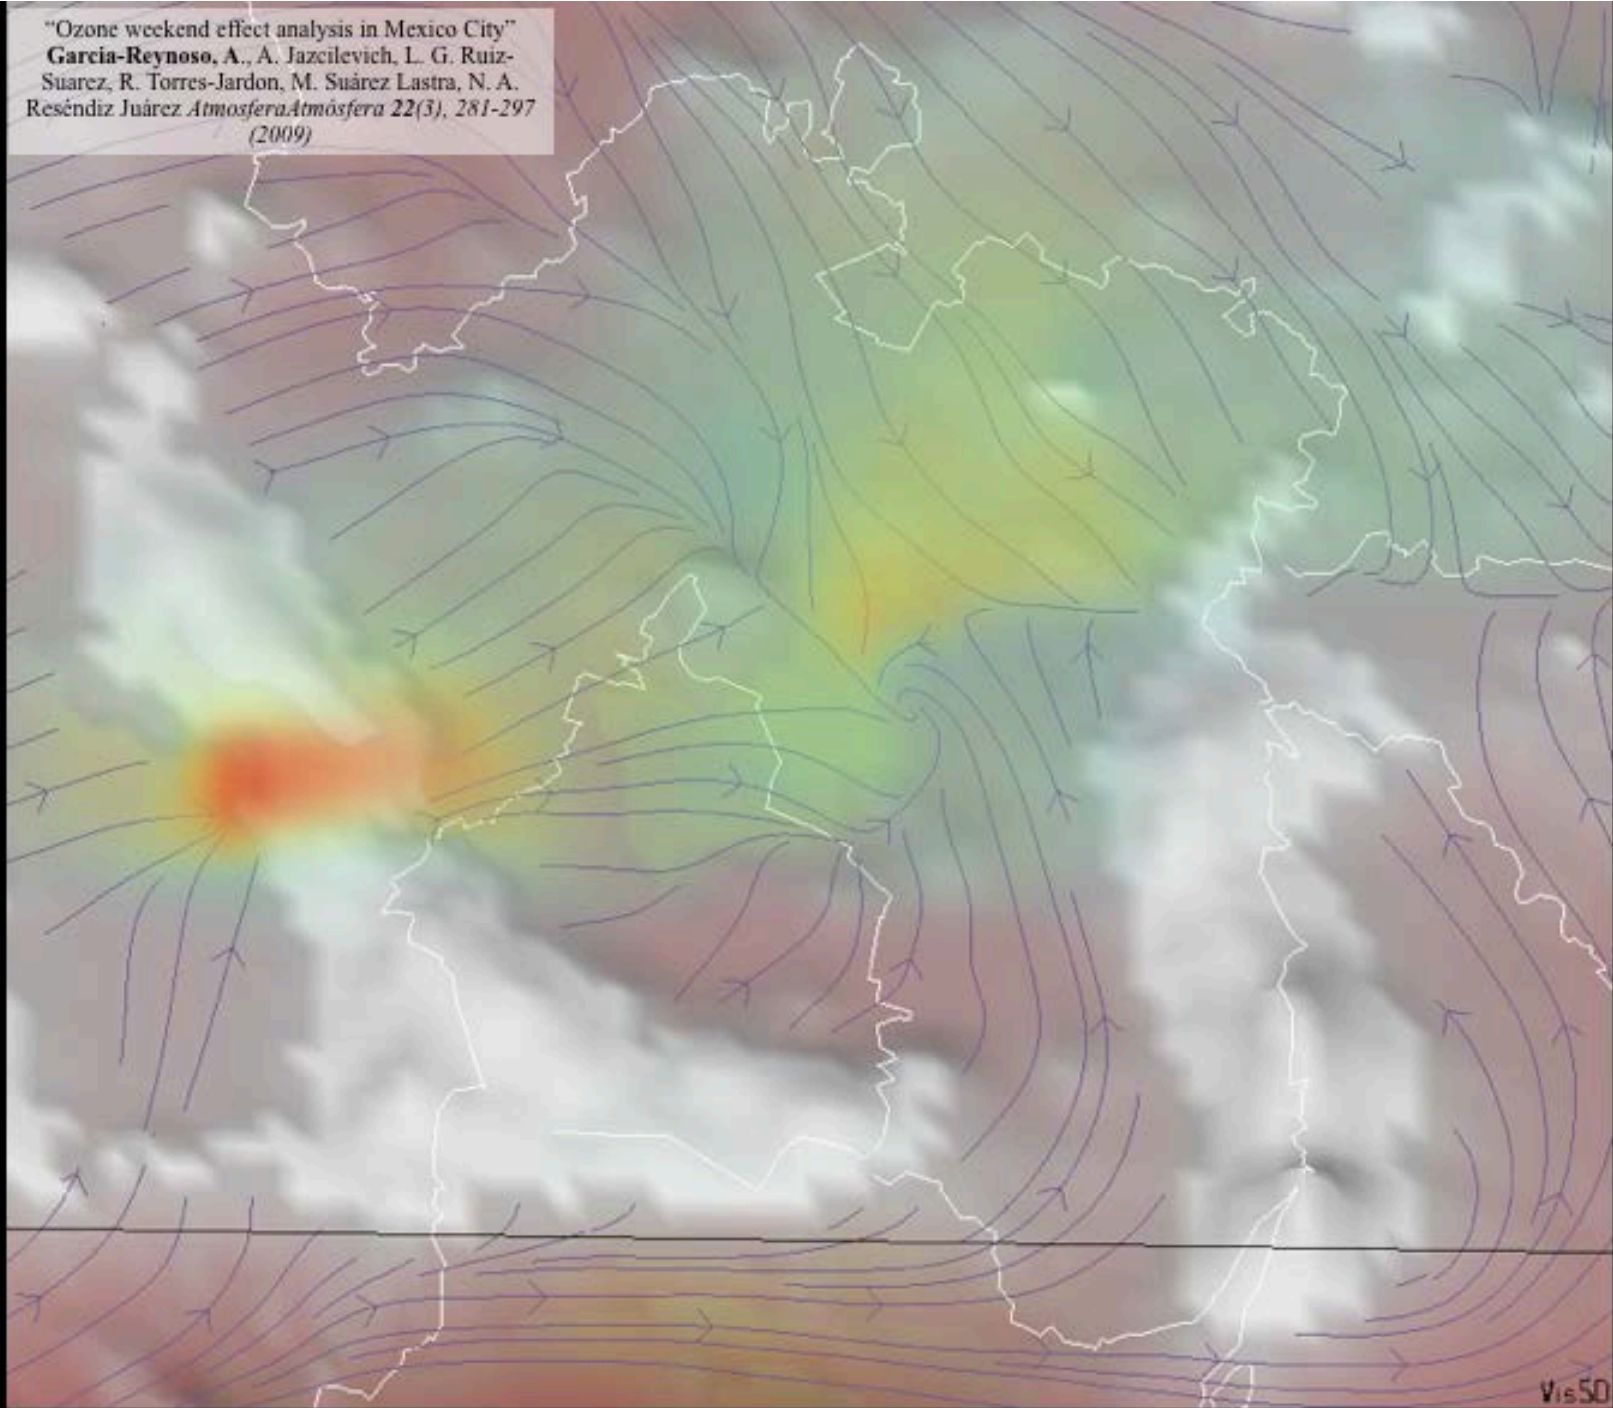 “Ozone weekend effect analysis in Mexico City”
Garcia-Reynoso, A., A. Jazcilevich, L. G. Ruiz-
Suarez, R. Torres-Jardon, M. Suárez Lastra, N. A.
Reséndiz Juárez AtmosferaAtmósfera 22(3), 281-297
(2009)
Vis5D